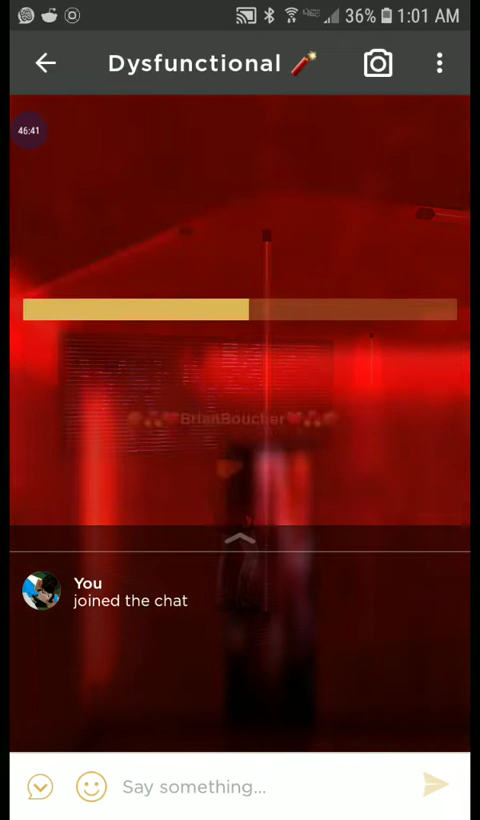 36% 1:01 AM
Dysfunctional 🧨
46:41
BrianBoucher
You
joined the chat
Say something...